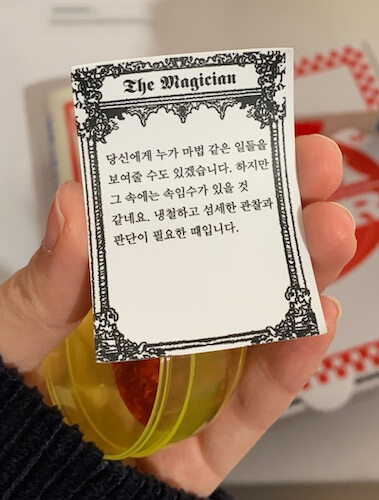 The Magician
당신에게 누가 마법 같은 일들을
보여줄 수도 있겠습니다. 하지만
그 속에는 속임수가 있을 것
같네요. 냉철하고 섬세한 관찰과
판단이 필요한 때입니다.